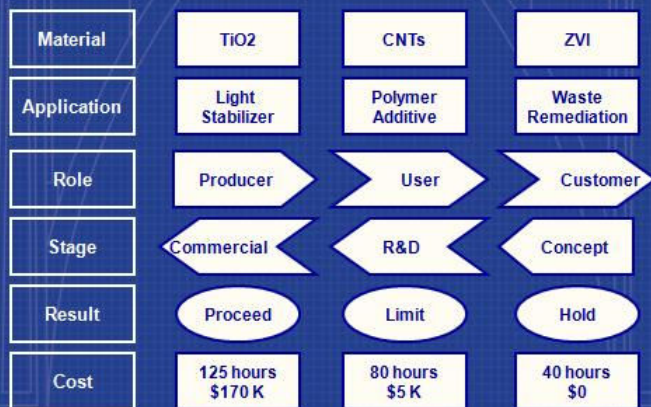 Material
TiO2
CNTs
ZVI
Application
Light
Stabilizer
Polymer
Additive
Waste
Remediation
Role
Producer
User
Customer
Stage
Commercial
R&D
Concept
Result
Proceed
Limit
Hold
Cost
125 hours
$170 K
80 hours
$5 K
40 hours
$0